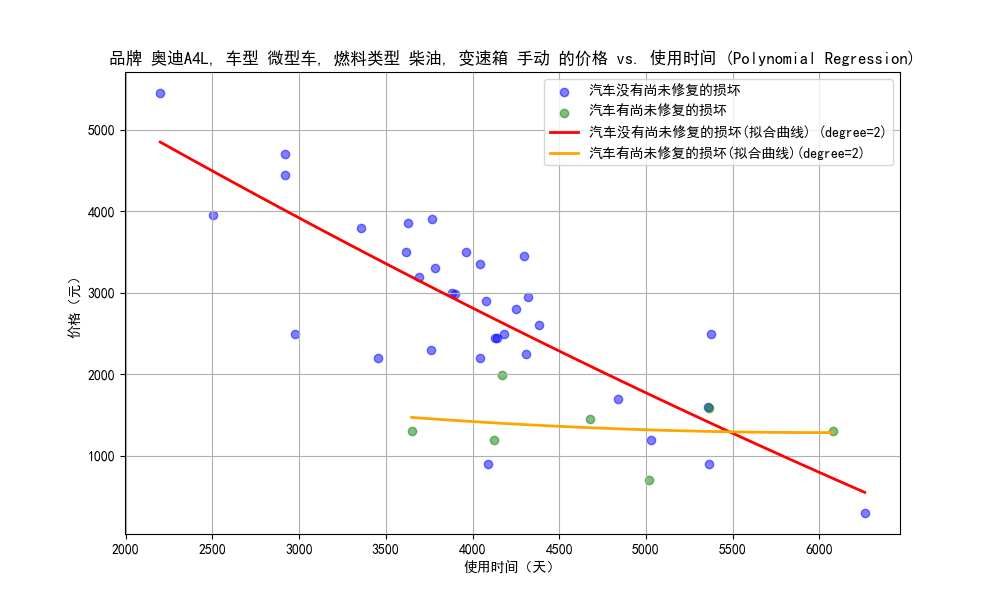 品牌 奥迪A4L, 车型 微型车, 燃料类型 柴油, 变速箱 手动 的价格 vs. 使用时间 (Polynomial Regression)
汽车没有尚未修复的损坏
汽车有尚未修复的损坏
汽车没有尚未修复的损坏(拟合曲线) (degree=2)
汽车有尚未修复的损坏(拟合曲线)(degree=2)
价格（元）
5000
4000
3000
2000
1000
2000 2500 3000 3500 4000 4500 5000 5500 6000
使用时间（天）